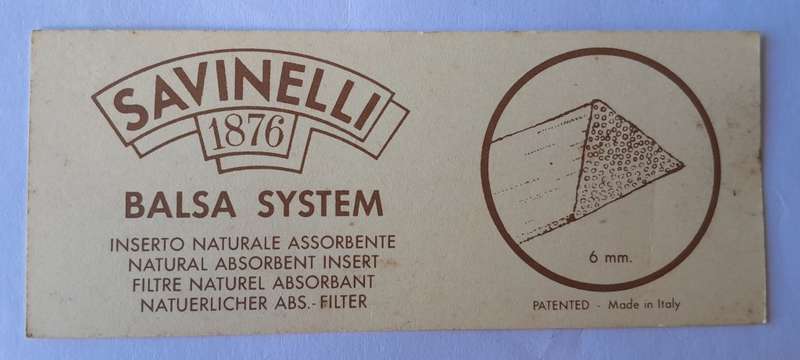 SAVINELLI
1876
BALSA SYSTEM
INSERTO NATURALE ASSORBENTE
NATURAL ABSORBENT INSERT
FILTRE NATUREL ABSORBANT
NATUERLICHER ABS.-FILTER
6 mm.
PATENTED - Made in Italy